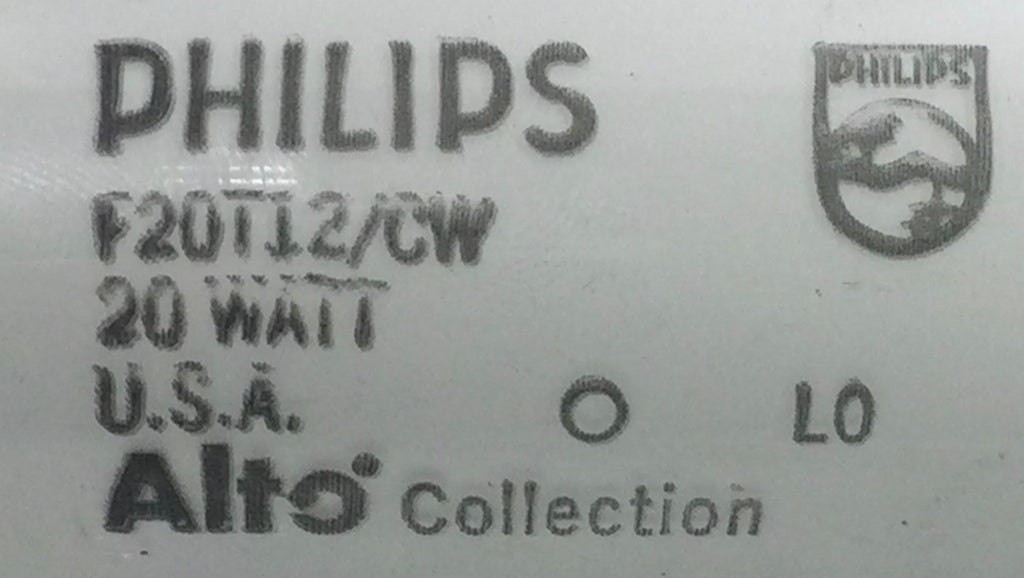 PHILIPS
PHILIPS
F20T12/CW
20 WATT
U.S.A.
O LO
Alto Collection